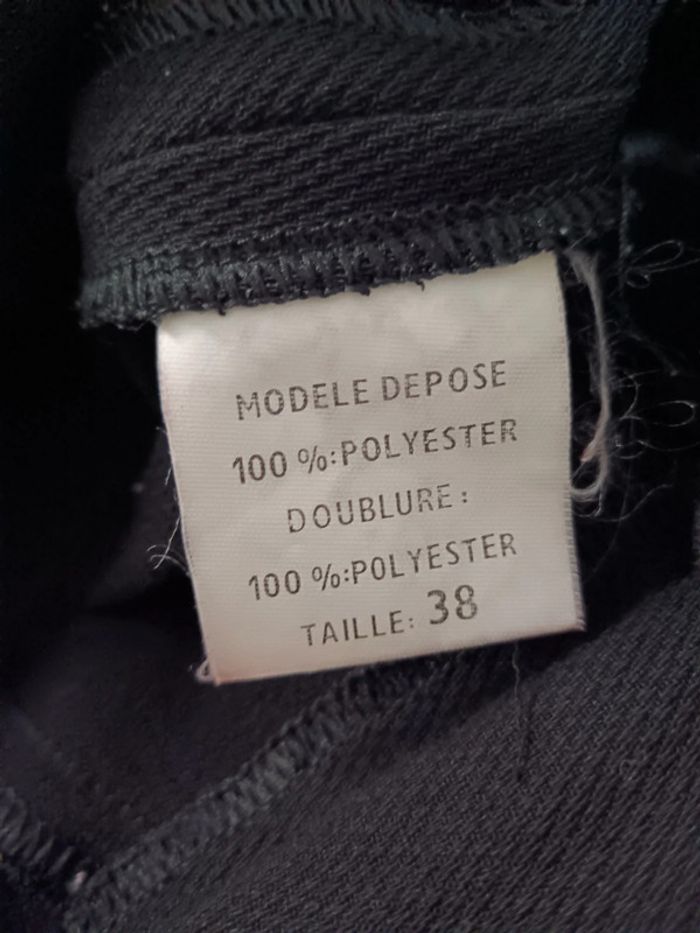 MODELE DEPOSE
100 %:POLYESTER
DOUBLURE :
100 %:POLYESTER
TAILLE: 38